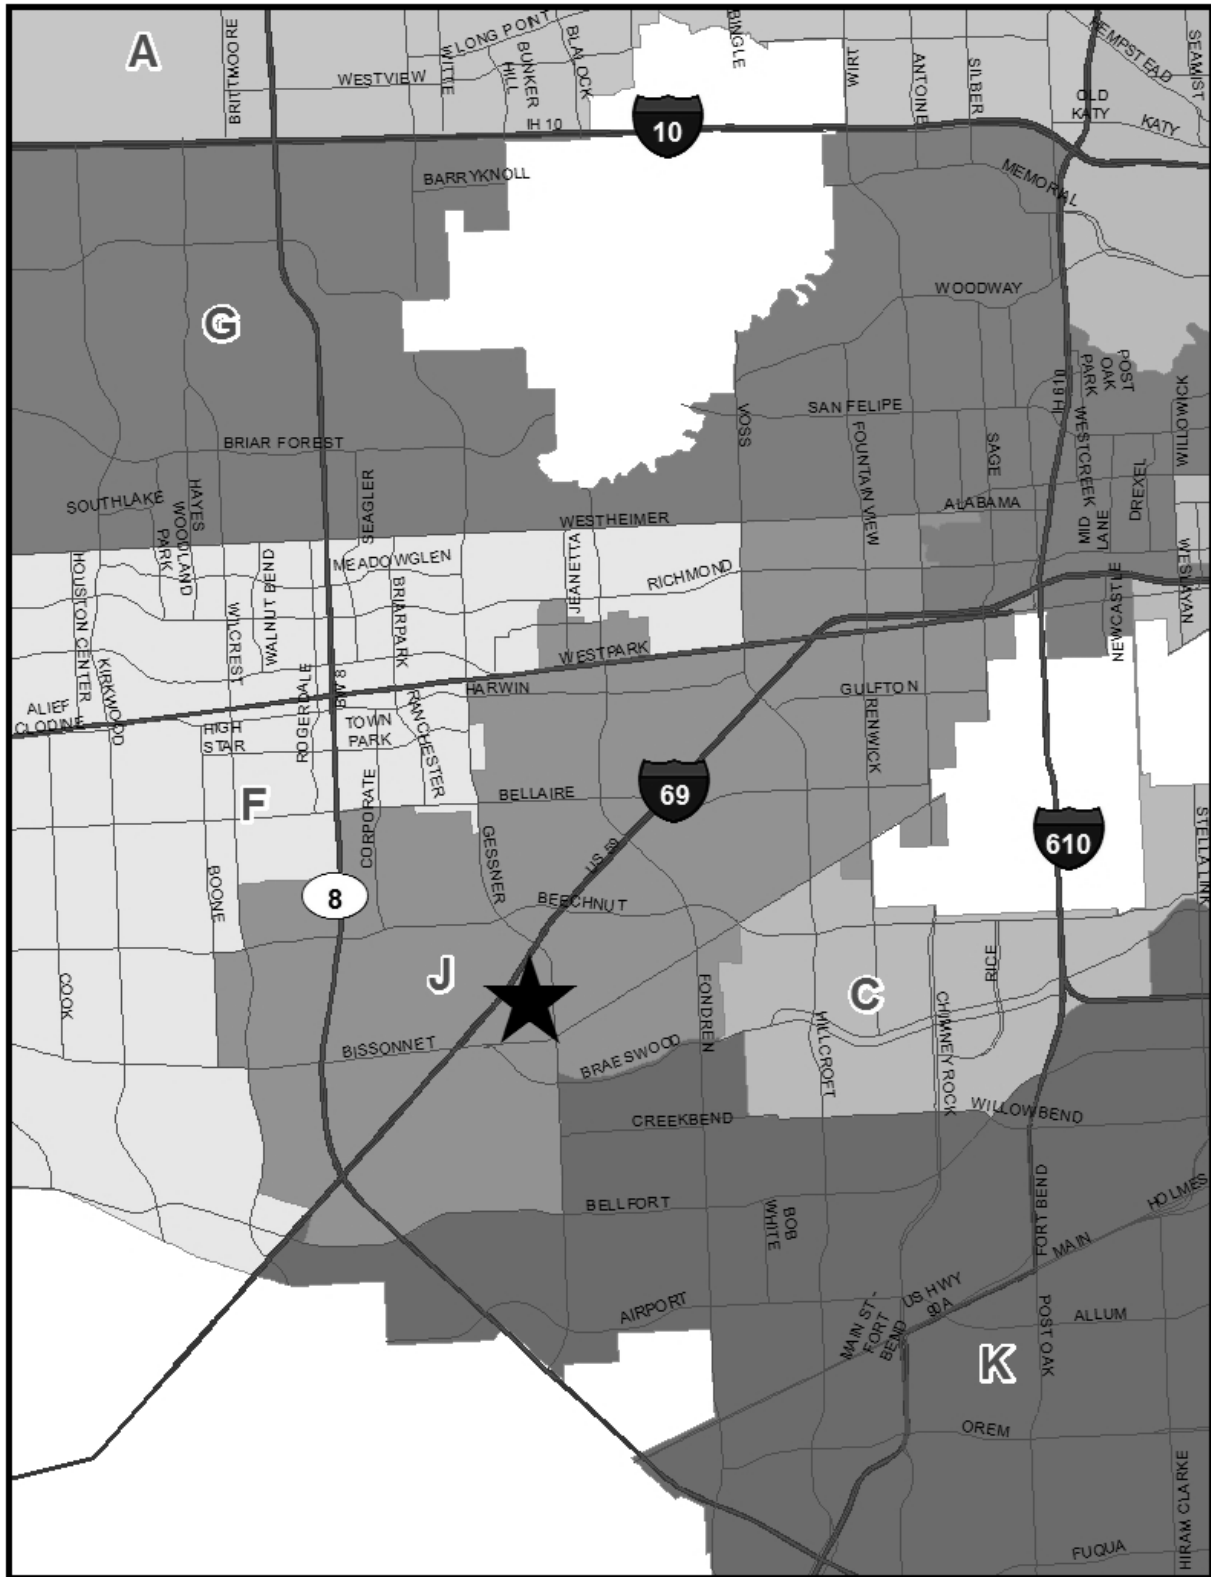 A
BRITTMORE
WITTE
LONG POINT
BUNKER
HILL
BLALOCK
BINGLE
WIRT
ANTOINE
SILBER
HEMPSTEAD
SEAMIST
WESTVIEW
OLD
KATY
KATY
IH 10
10
BARRYKNOLL
MEMORIAL
WOODWAY
G
POST
OAK
PARK
IH 610
SAN FELIPE
VOSS
FOUNTAIN VIEW
SAGE
WESTCREEK
WILLOWICK
BRIAR FOREST
SOUTHLAKE
HAYES
WOODLAND
PARK
SEAGLER
ALABAMA
MID
LANE
DREXEL
WESTHEIMER
MEADOWGLEN
JEANETTA
RICHMOND
WESLAYAN
HOUSTON CENTER
WALNUT BEND
WILCREST
BRIARPARK
NEWCASTLE
WESTPARK
KIRKWOOD
ROGERDALE
BW 8
HARWIN
GULFTON
RENWICK
ALIEF
CLODINE
HIGH
STAR
TOWN
PARK
RANCHESTER
69
F
BELLAIRE
CORPORATE
GESSNER
US 59
610
STELLA LINK
BOONE
8
BEECHNUT
COOK
J
FONDREN
C
RICE
CHIMNEY ROCK
HILLCROFT
BISSONNET
BRAESWOOD
CREEKBEND
WILLOWBEND
BELLFORT
BOB
WHITE
FORT BEND
HOLMES
MAIN
AIRPORT
US HWY
90A
MAIN ST -
FORT
BEND
POST OAK
ALLUM
K
OREM
HIRAM CLARKE
FUQUA